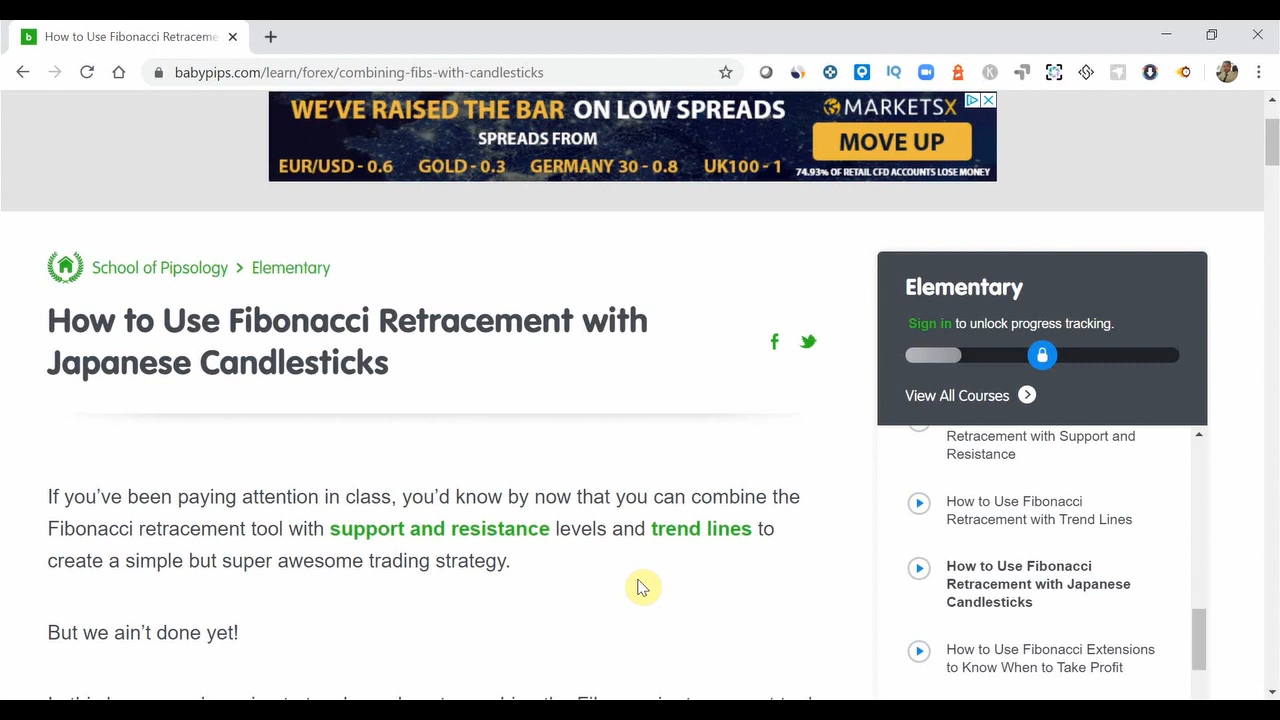 b How to Use Fibonacci Retraceme
babypips.com/learn/forex/combining-fibs-with-candlesticks
IQ
K
WE'VE RAISED THE BAR ON LOW SPREADS
SPREADS FROM
EUR/USD - 0.6 GOLD - 0.3 GERMANY 30 - 0.8 UK100 - 1
MARKETSX
MOVE UP
74.93% OF RETAIL CFD ACCOUNTS LOSE MONEY
School of Pipsology > Elementary
How to Use Fibonacci Retracement with
Japanese Candlesticks
If you've been paying attention in class, you'd know by now that you can combine the
Fibonacci retracement tool with support and resistance levels and trend lines to
create a simple but super awesome trading strategy.
But we ain't done yet!
Elementary
Sign in to unlock progress tracking.
View All Courses
Retracement with Support and
Resistance
How to Use Fibonacci
Retracement with Trend Lines
How to Use Fibonacci
Retracement with Japanese
Candlesticks
How to Use Fibonacci Extensions
to Know When to Take Profit